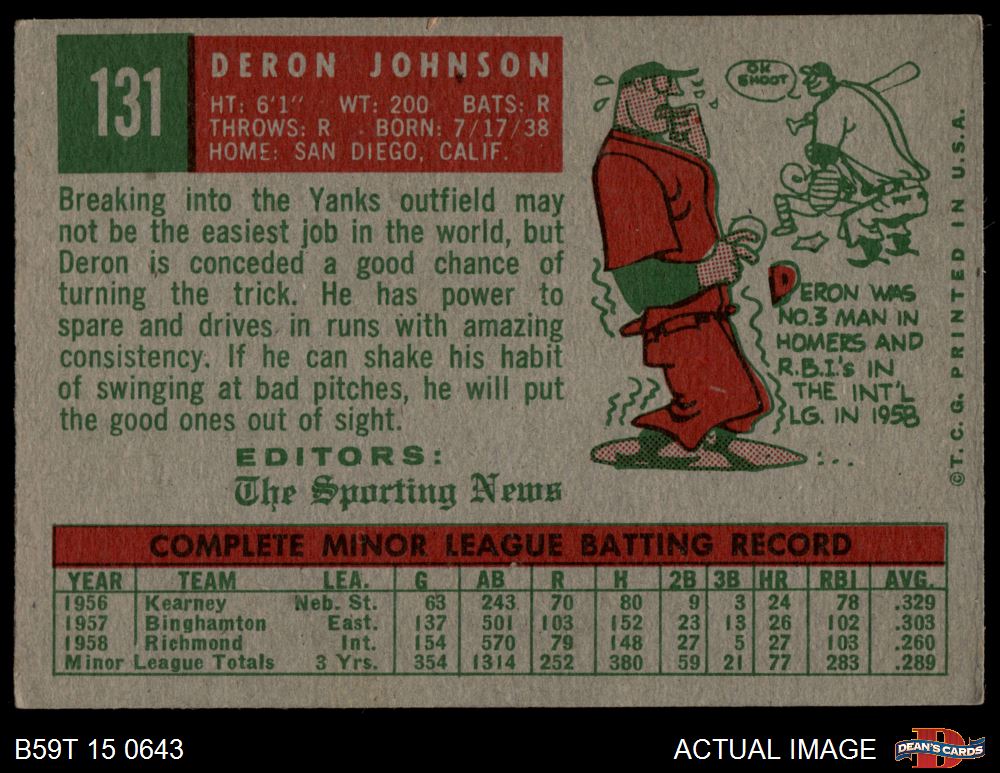 131
DERON JOHNSON
HT: 6'1" WT: 200 BATS: R
THROWS: R BORN: 7/17/38
HOME: SAN DIEGO, CALIF.
Breaking into the Yanks outfield may
not be the easiest job in the world, but
Deron is conceded a good chance of
turning the trick. He has power to
spare and drives in runs with amazing
consistency. If he can shake his habit
of swinging at bad pitches, he will put
the good ones out of sight.
EDITORS:
The Sporting News
OK
SHOOT
DERON WAS
NO.3 MAN IN
HOMERS AND
R.B.I.'s IN
THE INT'L
LG. IN 1958
©T.C.G. PRINTED IN U.S.A.
COMPLETE MINOR LEAGUE BATTING RECORD
YEAR TEAM LEA. G AB R H 2B 3B HR RBI AVG.
1956 Kearney Neb. St. 63 243 70 80 9 3 24 78 .329
1957 Binghamton East. 137 501 103 152 23 13 26 102 .303
1958 Richmond Int. 154 570 79 148 27 5 27 103 .260
Minor League Totals 3 Yrs. 354 1314 252 380 59 21 77 283 .289
B59T 15 0643
ACTUAL IMAGE
D
DEAN'S CARDS